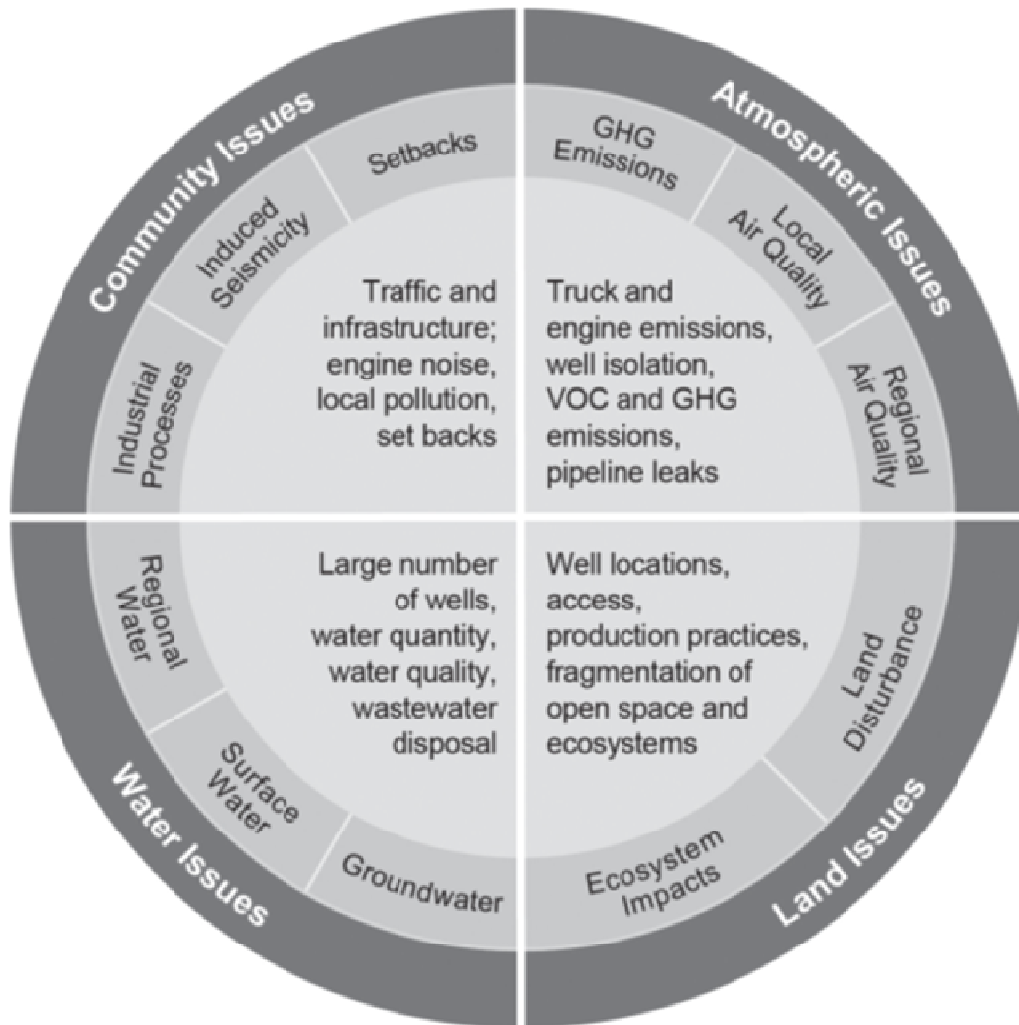 Community Issues
Setbacks
Induced
Seismicity
Industrial
Processes
Traffic and
infrastructure;
engine noise,
local pollution,
set backs
Atmospheric Issues
GHG
Emissions
Local
Air Quality
Regional
Air Quality
Truck and
engine emissions,
well isolation,
VOC and GHG
emissions,
pipeline leaks
Water Issues
Regional
Water
Surface
Water
Groundwater
Large number
of wells,
water quantity,
water quality,
wastewater
disposal
Land Issues
Land
Disturbance
Ecosystem
Impacts
Well locations,
access,
production practices,
fragmentation of
open space and
ecosystems